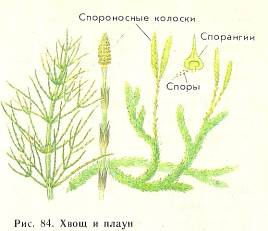 Спороносные колоски
Спорангии
Споры
Рис. 84. Хвощ и плаун